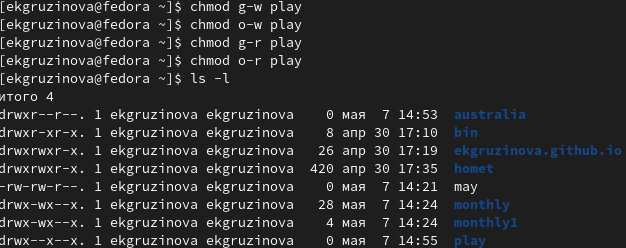 [ekgruzinova@fedora ~]$ chmod g-w play
[ekgruzinova@fedora ~]$ chmod o-w play
[ekgruzinova@fedora ~]$ chmod g-r play
[ekgruzinova@fedora ~]$ chmod o-r play
[ekgruzinova@fedora ~]$ ls -l
итого 4
drwxr--r--. 1 ekgruzinova ekgruzinova 0 мая 7 14:53 australia
drwxr-xr-x. 1 ekgruzinova ekgruzinova 8 апр 30 17:10 bin
drwxrwxr-x. 1 ekgruzinova ekgruzinova 26 апр 30 17:19 ekgruzinova.github.io
drwxrwxr-x. 1 ekgruzinova ekgruzinova 420 апр 30 17:35 homet
-rw-rw-r--. 1 ekgruzinova ekgruzinova 0 мая 7 14:21 may
drwx-wx--x. 1 ekgruzinova ekgruzinova 28 мая 7 14:24 monthly
drwx-wx--x. 1 ekgruzinova ekgruzinova 4 мая 7 14:24 monthly1
drwx--x--x. 1 ekgruzinova ekgruzinova 0 мая 7 14:55 play